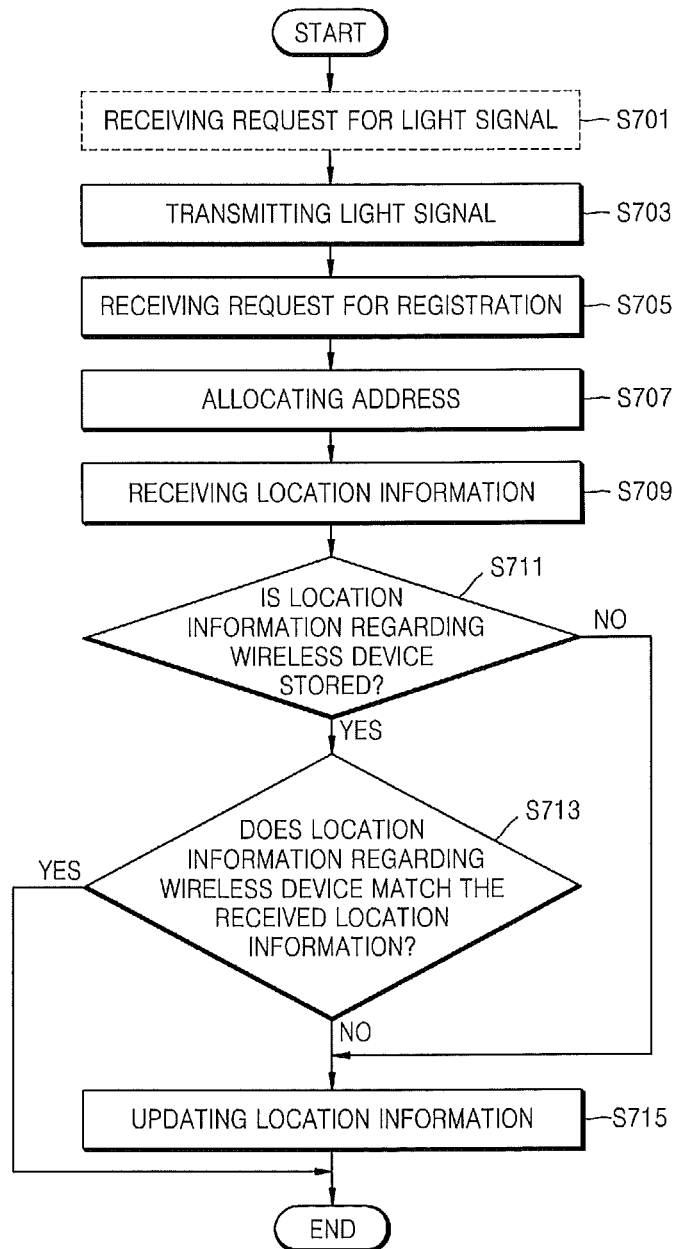 START
RECEIVING REQUEST FOR LIGHT SIGNAL S701
TRANSMITTING LIGHT SIGNAL S703
RECEIVING REQUEST FOR REGISTRATION S705
ALLOCATING ADDRESS S707
RECEIVING LOCATION INFORMATION S709
S711
IS LOCATION
INFORMATION REGARDING
WIRELESS DEVICE
STORED?
NO
YES
S713
DOES LOCATION
INFORMATION REGARDING
WIRELESS DEVICE MATCH THE
RECEIVED LOCATION
INFORMATION?
YES
NO
UPDATING LOCATION INFORMATION S715
END